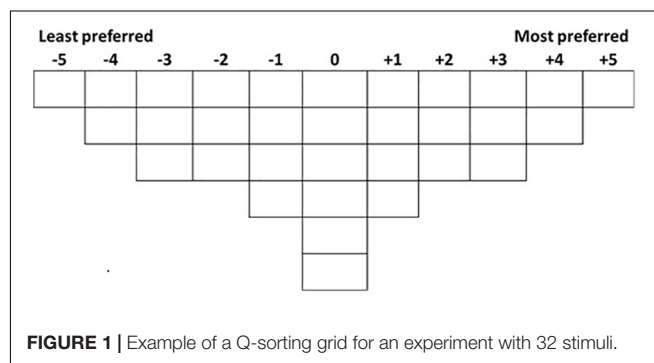 Least preferred Most preferred
-5 -4 -3 -2 -1 0 +1 +2 +3 +4 +5
FIGURE 1 | Example of a Q-sorting grid for an experiment with 32 stimuli.